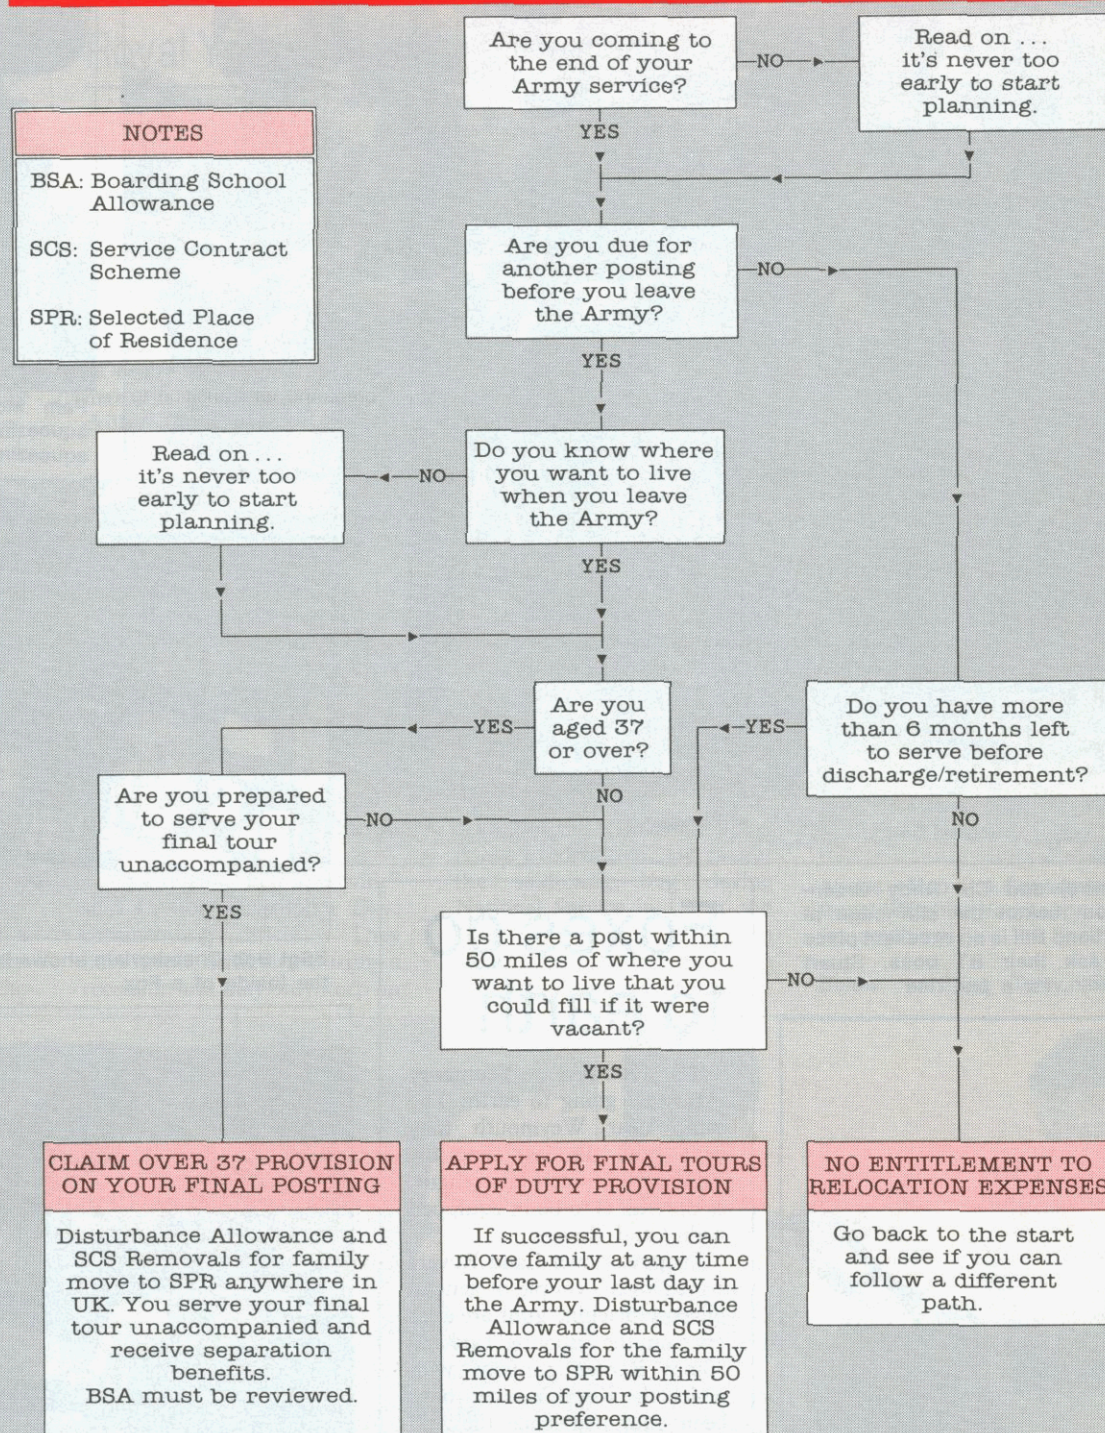 Are you coming to
the end of your
Army service?
NO
Read on ...
it's never too
early to start
planning.
YES
NOTES
BSA: Boarding School
Allowance
SCS: Service Contract
Scheme
SPR: Selected Place
of Residence
Are you due for
another posting
before you leave
the Army?
NO
YES
Do you know where
you want to live
when you leave
the Army?
NO
Read on ...
it's never too
early to start
planning.
YES
Are you
aged 37
or over?
YES
NO
Do you have more
than 6 months left
to serve before
discharge/retirement?
YES
NO
Are you prepared
to serve your
final tour
unaccompanied?
NO
YES
Is there a post within
50 miles of where you
want to live that you
could fill if it were
vacant?
NO
YES
CLAIM OVER 37 PROVISION
ON YOUR FINAL POSTING
Disturbance Allowance and
SCS Removals for family
move to SPR anywhere in
UK. You serve your final
tour unaccompanied and
receive separation
benefits.
BSA must be reviewed.
APPLY FOR FINAL TOURS
OF DUTY PROVISION
If successful, you can
move family at any time
before your last day in
the Army. Disturbance
Allowance and SCS
Removals for the family
move to SPR within 50
miles of your posting
preference.
NO ENTITLEMENT TO
RELOCATION EXPENSES
Go back to the start
and see if you can
follow a different
path.